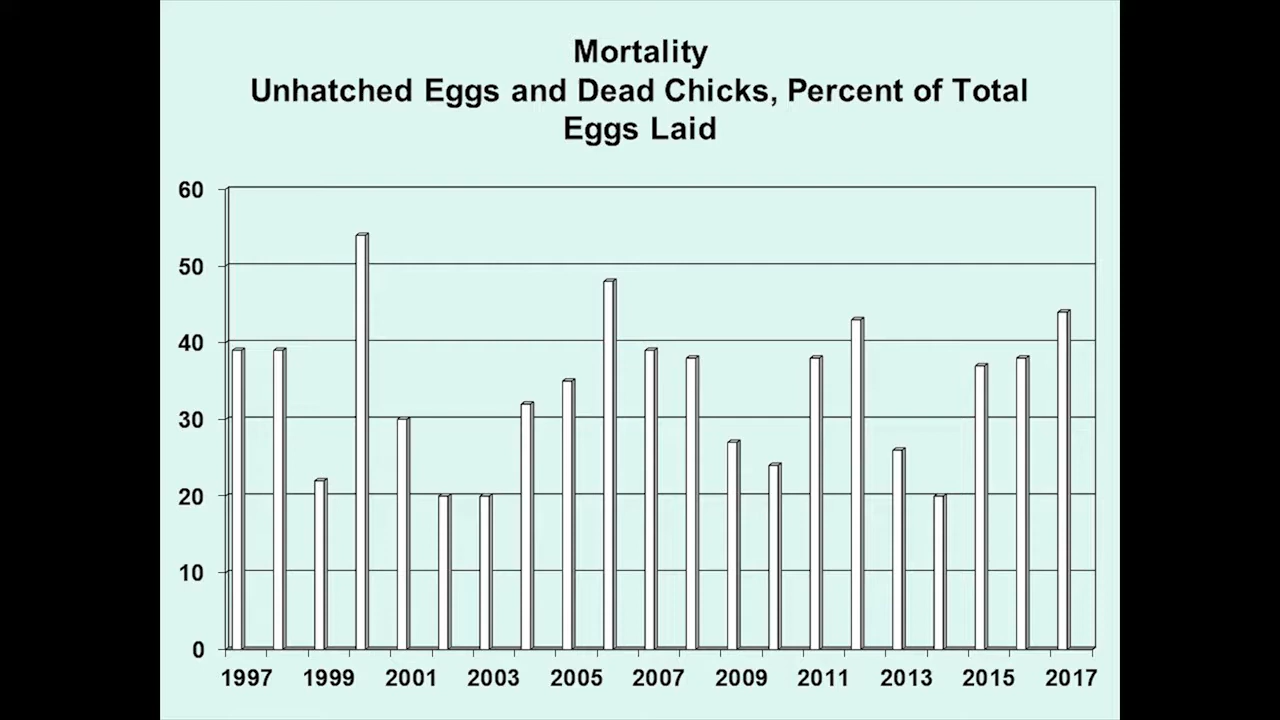 Mortality
Unhatched Eggs and Dead Chicks, Percent of Total
Eggs Laid
60
50
40
30
20
10
0
1997 1999 2001 2003 2005 2007 2009 2011 2013 2015 2017